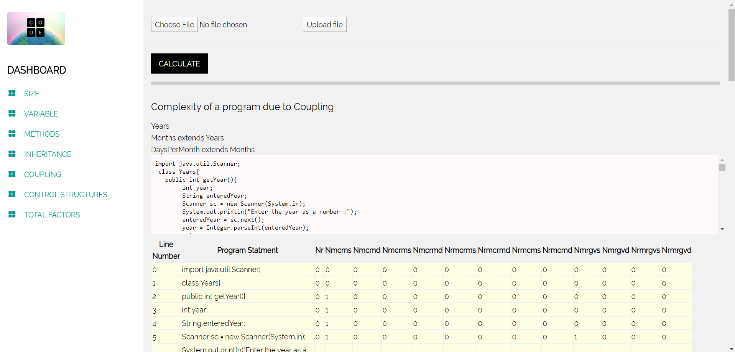 C O
D E
Choose File No file chosen Upload file
DASHBOARD
CALCULATE
SIZE
VARIABLE
METHODS
INHERITANCE
COUPLING
CONTROL STRUCTURES
TOTAL FACTORS
Complexity of a program due to Coupling
Years
Months extends Years
DaysPerMonth extends Months
import java.util.Scanner;
class Years{
public int getYear(){
int year;
String enteredYear;
Scanner sc = new Scanner(System.in);
System.out.println("Enter the year as a number :");
enteredYear = sc.next();
year = Integer.parseInt(enteredYear);
Line Number Program Statment Nr Nmcms Nmcmd Nmcrms Nmcrmd Nrmcrms Nrmcrmd Nrmcms Nrmcmd Nmrgvs Nmrgvd Nrmrgvs Nrmrgvd
0 import java.util.Scanner; 0 0 0 0 0 0 0 0 0 0 0 0 0
1 class Years{ 0 0 0 0 0 0 0 0 0 0 0 0 0
2 public int getYear(){ 0 1 0 0 0 0 0 0 0 0 0 0 0
3 int year; 0 1 0 0 0 0 0 0 0 0 0 0 0
4 String enteredYear; 0 1 0 0 0 0 0 0 0 0 0 0 0
5 Scanner sc = new Scanner(System.in); 0 1 0 0 0 0 0 0 0 1 0 0 0
System.out.println("Enter the year as a